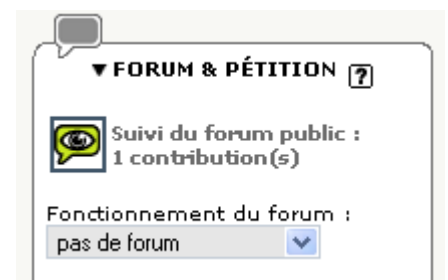 ▼FORUM & PÉTITION ?
Suivi du forum public :
1 contribution(s)
Fonctionnement du forum :
pas de forum